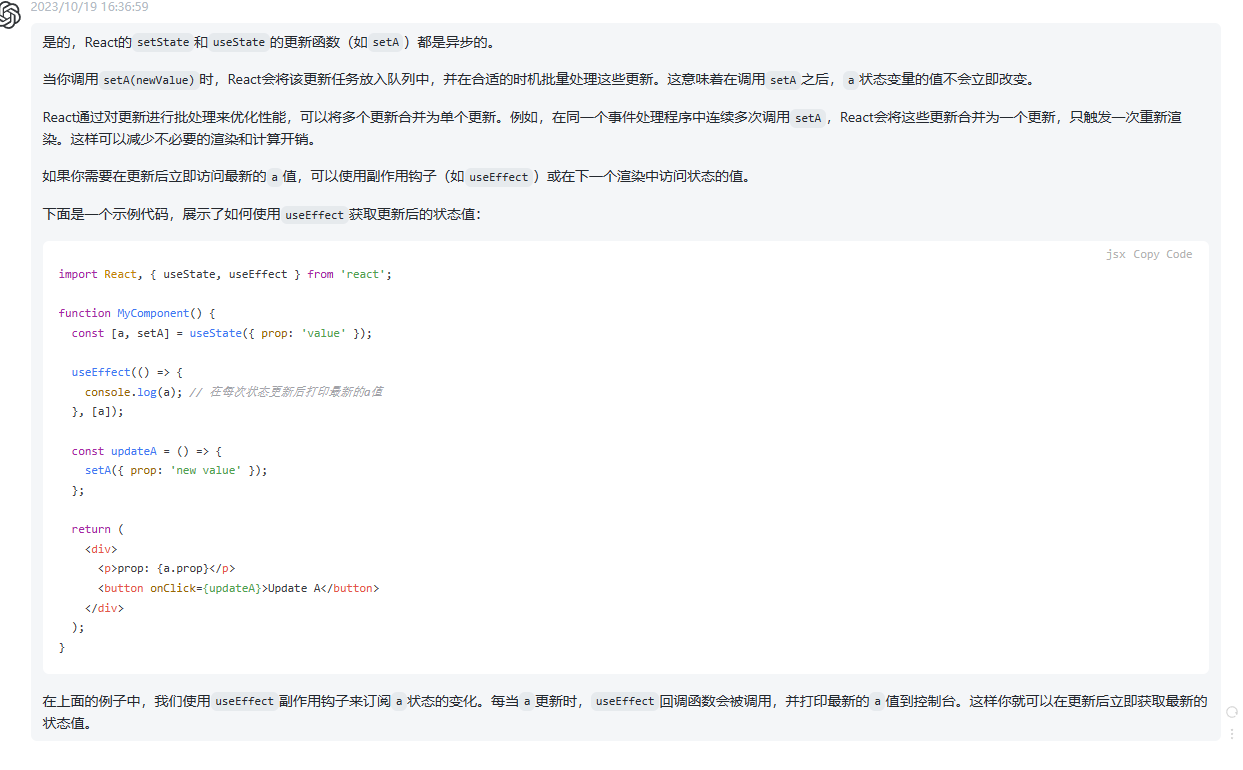 2023/10/19 16:36:59
是的，React的 setState 和 useState 的更新函数（如 setA ）都是异步的。
当你调用 setA(newValue) 时，React会将该更新任务放入队列中，并在合适的时机批量处理这些更新。这意味着在调用 setA 之后， a 状态变量的值不会立即改变。
React通过对更新进行批处理来优化性能，可以将多个更新合并为单个更新。例如，在同一个事件处理程序中连续多次调用 setA ，React会将这些更新合并为一个更新，只触发一次重新渲
染。这样可以减少不必要的渲染和计算开销。
如果你需要在更新后立即访问最新的 a 值，可以使用副作用钩子（如 useEffect ）或在下一个渲染中访问状态的值。
下面是一个示例代码，展示了如何使用 useEffect 获取更新后的状态值：
jsx Copy Code
import React, { useState, useEffect } from 'react';
function MyComponent() {
  const [a, setA] = useState({ prop: 'value' });
  useEffect(() => {
    console.log(a); // 在每次状态更新后打印最新的a值
  }, [a]);
  const updateA = () => {
    setA({ prop: 'new value' });
  };
  return (
    <div>
      <p>prop: {a.prop}</p>
      <button onClick={updateA}>Update A</button>
    </div>
  );
}
在上面的例子中，我们使用 useEffect 副作用钩子来订阅 a 状态的变化。每当 a 更新时， useEffect 回调函数会被调用，并打印最新的 a 值到控制台。这样你就可以在更新后立即获取最新的
状态值。